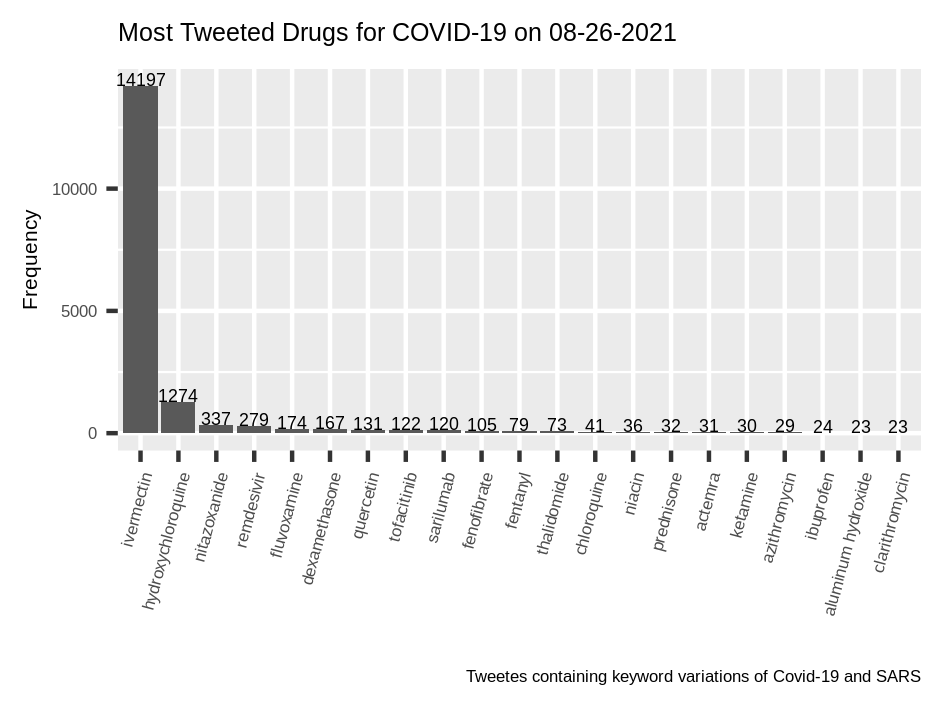 Most Tweeted Drugs for COVID-19 on 08-26-2021
Frequency
10000
5000
0
14197
1274
337
279
174
167
131
122
120
105
79
73
41
36
32
31
30
29
24
23
23
ivermectin
hydroxychloroquine
nitazoxanide
remdesivir
fluvoxamine
dexamethasone
quercetin
tofacitinib
sarilumab
fenofibrate
fentanyl
thalidomide
chloroquine
niacin
prednisone
actemra
ketamine
azithromycin
ibuprofen
aluminum hydroxide
clarithromycin
Tweetes containing keyword variations of Covid-19 and SARS